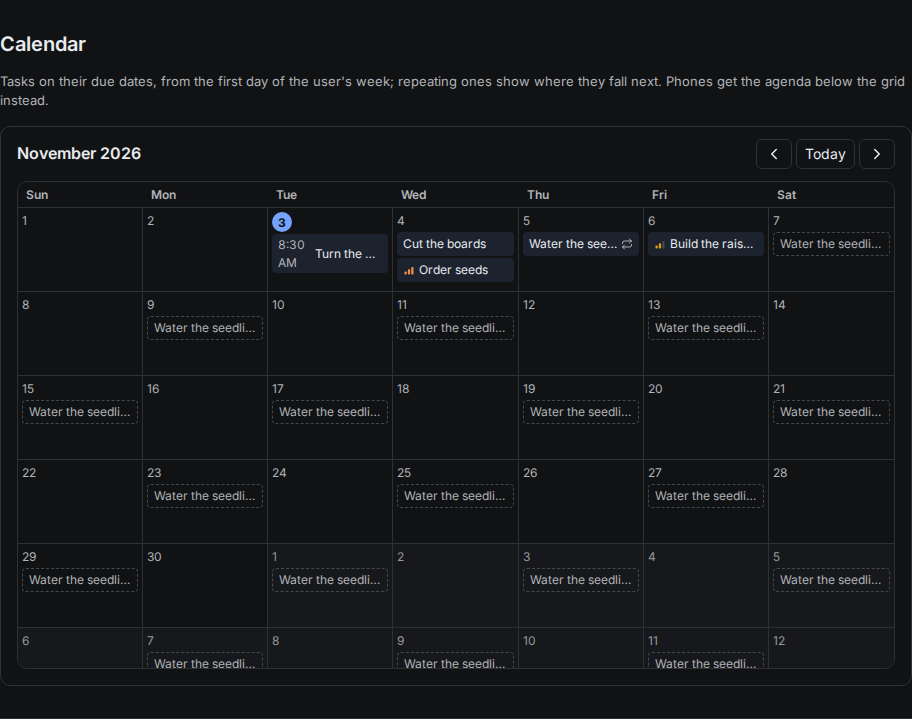 Calendar
Tasks on their due dates, from the first day of the user's week; repeating ones show where they fall next. Phones get the agenda below the grid
instead.
November 2026
Today
Sun Mon Tue Wed Thu Fri Sat
1 2 3 4 5 6 7
8:30 AM Turn the ...
Cut the boards
Order seeds
Water the see...
Build the rais...
Water the seedli...
8 9 10 11 12 13 14
Water the seedli... Water the seedli... Water the seedli...
15 16 17 18 19 20 21
Water the seedli... Water the seedli... Water the seedli... Water the seedli...
22 23 24 25 26 27 28
Water the seedli... Water the seedli... Water the seedli...
29 30 1 2 3 4 5
Water the seedli... Water the seedli... Water the seedli... Water the seedli...
6 7 8 9 10 11 12
Water the seedli... Water the seedli... Water the seedli...